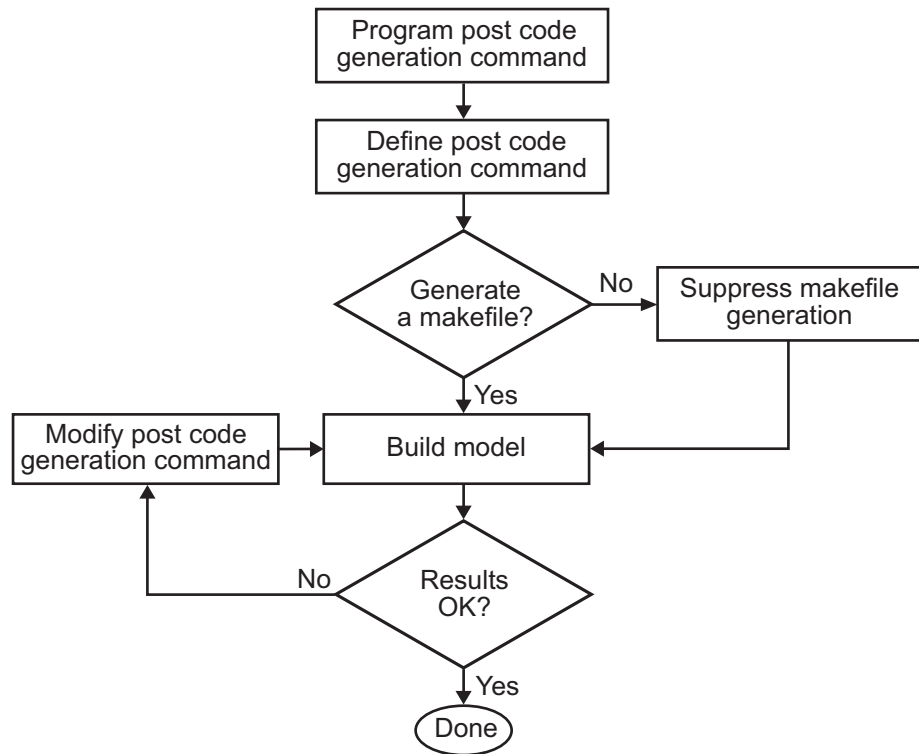 Program post code
generation command
Define post code
generation command
Generate
a makefile?
No
Suppress makefile
generation
Yes
Modify post code
generation command
Build model
No
Results
OK?
Yes
Done